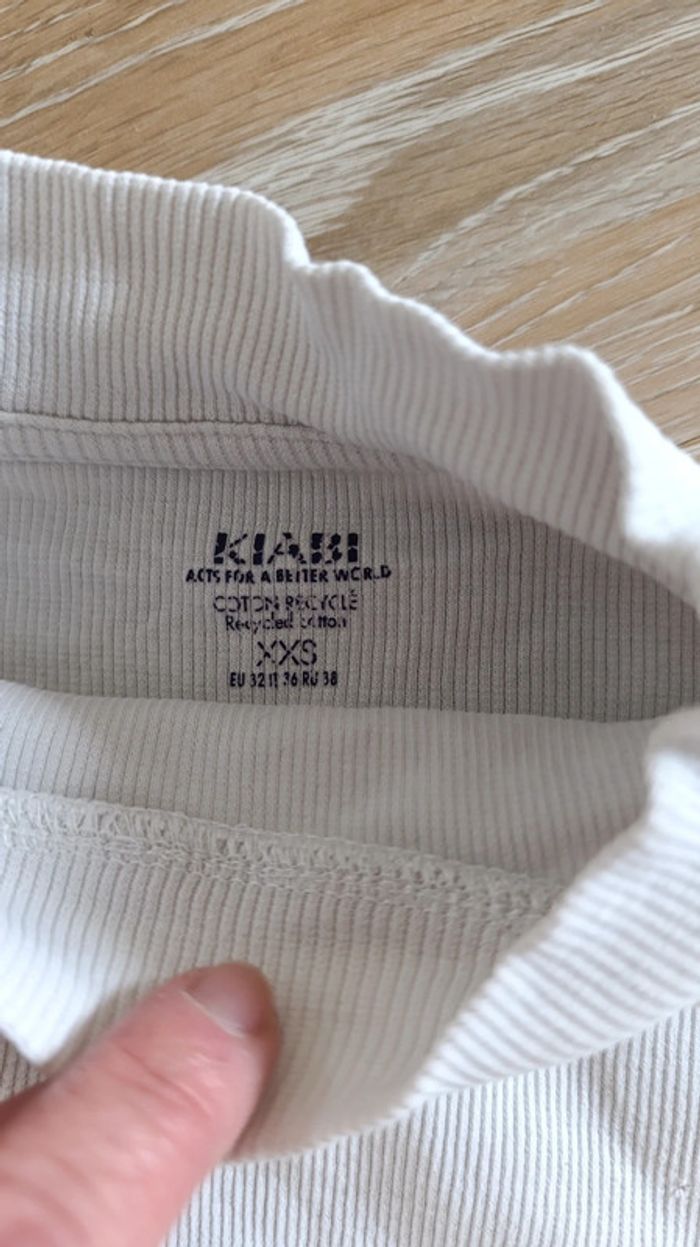 KIABI
ACTS FOR A BETTER WORLD
COTON RECYCLÉ
Recycled cotton
XXS
EU 32 IT 36 RU 38